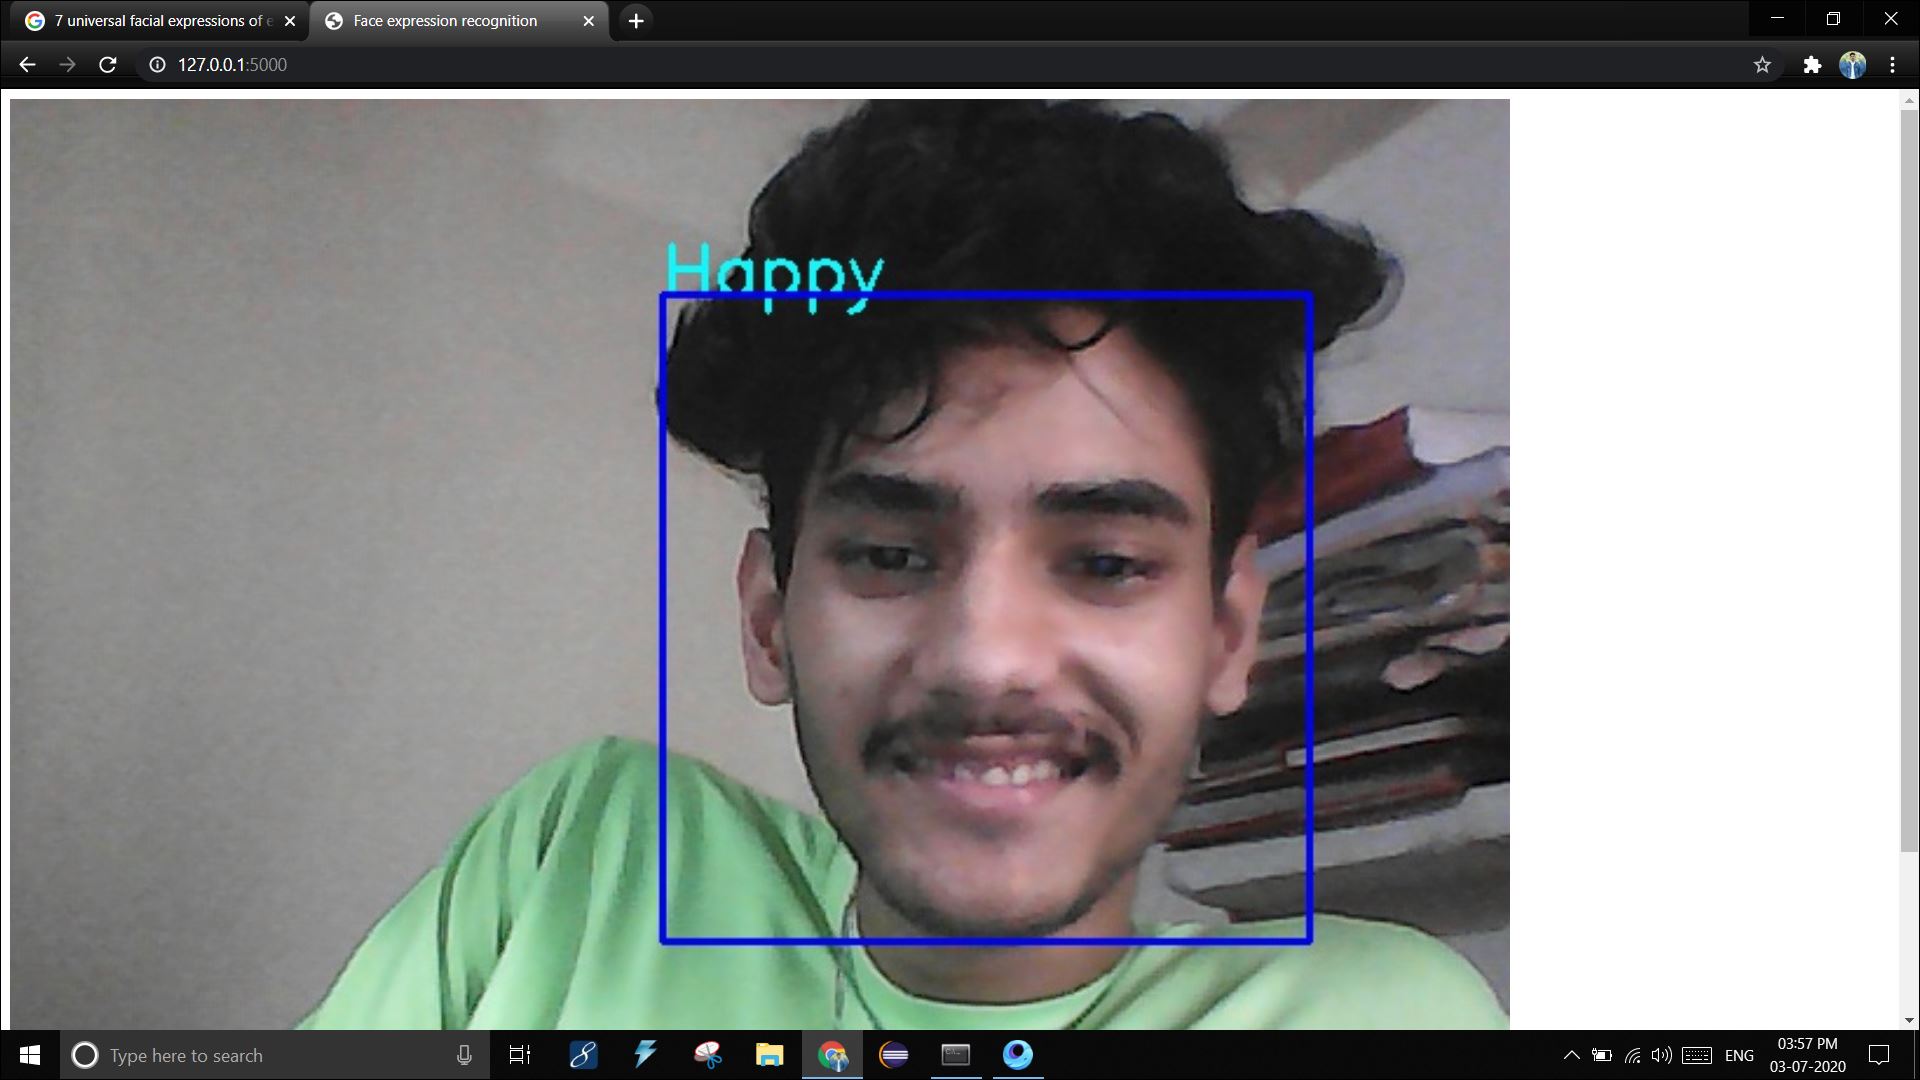 7 universal facial expressions of e
Face expression recognition
127.0.0.1:5000
Happy
Type here to search
ENG
03:57 PM
03-07-2020